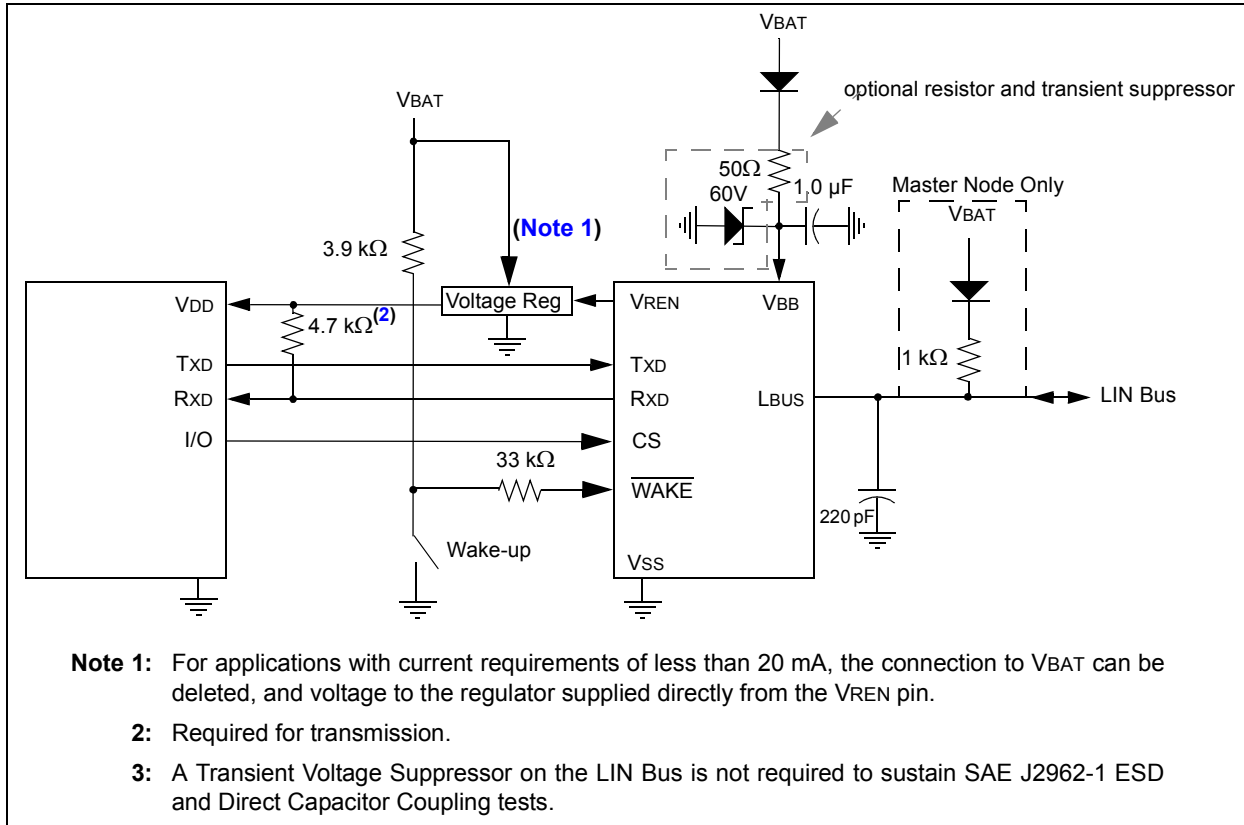 VBAT
optional resistor and transient suppressor
VBAT
50Ω
1.0 µF
60V
Master Node Only
VBAT
(Note 1)
3.9 kΩ
VDD
Voltage Reg
VREN
VBB
4.7 kΩ(2)
1 kΩ
TXD
TXD
RXD
RXD
LBUS
LIN Bus
I/O
CS
33 kΩ
WAKE
220 pF
Wake-up
VSS
Note 1: For applications with current requirements of less than 20 mA, the connection to VBAT can be
deleted, and voltage to the regulator supplied directly from the VREN pin.
2: Required for transmission.
3: A Transient Voltage Suppressor on the LIN Bus is not required to sustain SAE J2962-1 ESD
and Direct Capacitor Coupling tests.